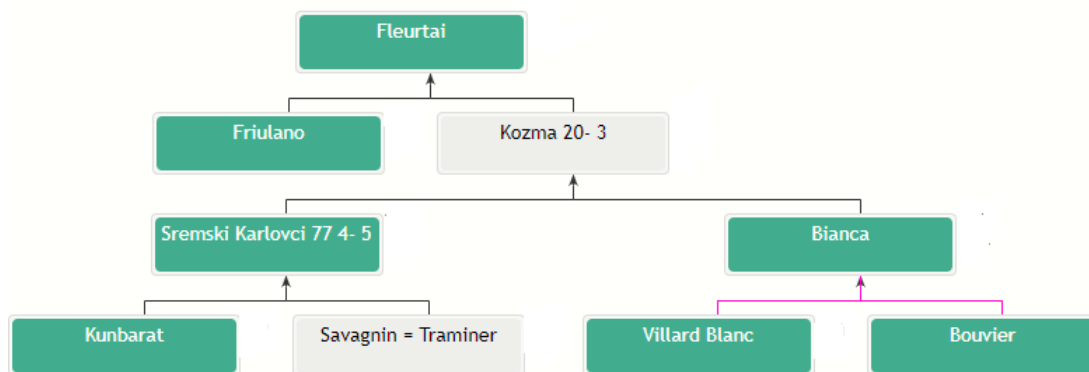 Fleurtai
Friulano
Kozma 20- 3
Sremski Karlovci 77 4- 5
Bianca
Kunbarat
Savagnin = Traminer
Villard Blanc
Bouvier